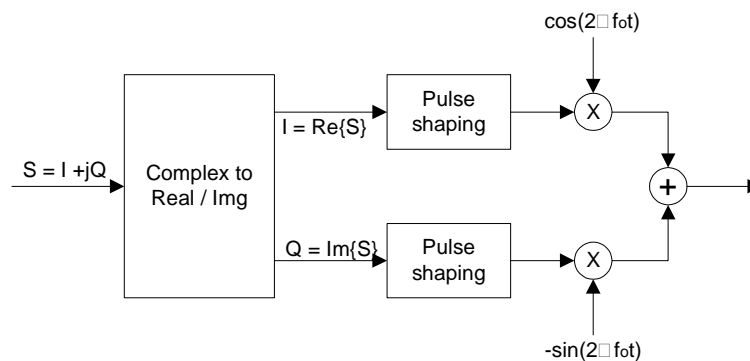 cos(2□ f₀t)
Pulse
shaping
X
I = Re{S}
S = I +jQ
Complex to
Real / Img
+
Q = Im{S}
Pulse
shaping
X
-sin(2□ f₀t)